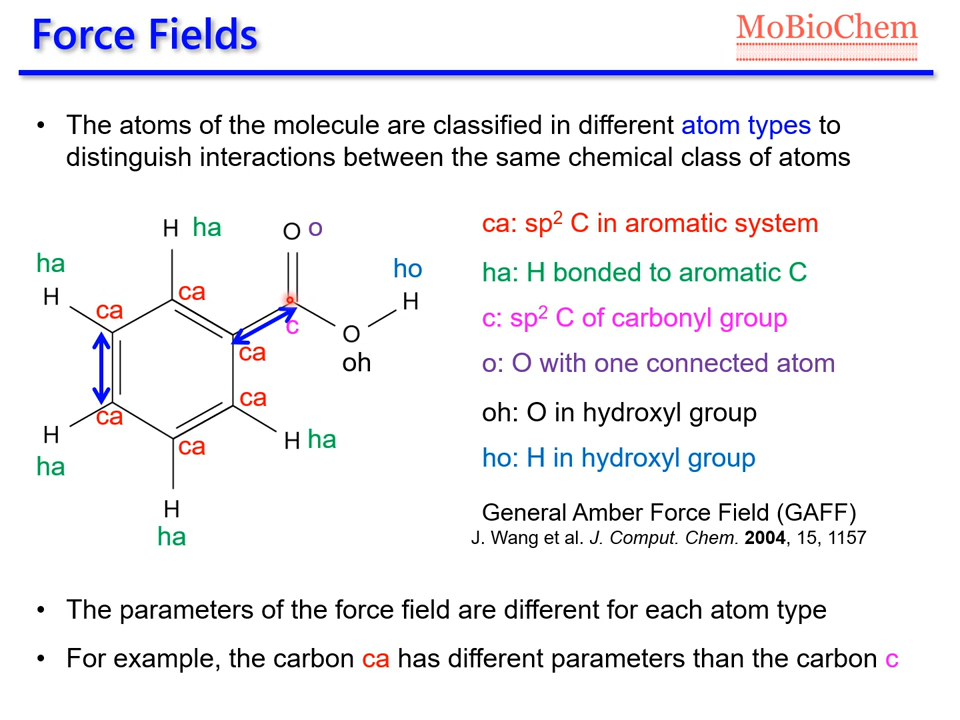 Force Fields
MoBioChem
• The atoms of the molecule are classified in different atom types to
distinguish interactions between the same chemical class of atoms
H ha
O o
ha
H
ca
ca
ho
H
c
O
oh
ca
ca
ca
ca
H
ha
H ha
H
ha
ca: sp² C in aromatic system
ha: H bonded to aromatic C
c: sp² C of carbonyl group
o: O with one connected atom
oh: O in hydroxyl group
ho: H in hydroxyl group
General Amber Force Field (GAFF)
J. Wang et al. J. Comput. Chem. 2004, 15, 1157
• The parameters of the force field are different for each atom type
• For example, the carbon ca has different parameters than the carbon c